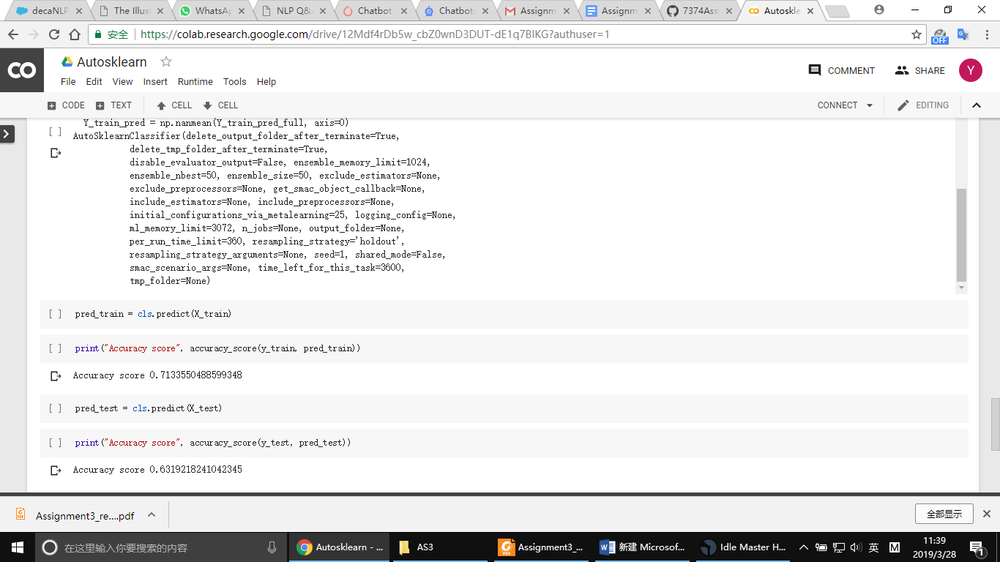 decaNLP
The Illust
WhatsAp
NLP Q&A
Chatbot
Chatbots
Assignm
Assignm
7374Ass
Autoskle
安全
https://colab.research.google.com/drive/12Mdf4rDb5w_cbZ0wnD3DUT-dE1q7BIKG?authuser=1
OFF
CO
Autosklearn
COMMENT
SHARE
Y
File Edit View Insert Runtime Tools Help
CODE TEXT CELL CELL
CONNECT
EDITING
Y_train_pred = np.nanmean(Y_train_pred_full, axis=0)
[ ] AutoSklearnClassifier(delete_output_folder_after_terminate=True,
delete_tmp_folder_after_terminate=True,
disable_evaluator_output=False, ensemble_memory_limit=1024,
ensemble_nbest=50, ensemble_size=50, exclude_estimators=None,
exclude_preprocessors=None, get_smac_object_callback=None,
include_estimators=None, include_preprocessors=None,
initial_configurations_via_metalearning=25, logging_config=None,
ml_memory_limit=3072, n_jobs=None, output_folder=None,
per_run_time_limit=360, resampling_strategy='holdout',
resampling_strategy_arguments=None, seed=1, shared_mode=False,
smac_scenario_args=None, time_left_for_this_task=3600,
tmp_folder=None)
[ ] pred_train = cls.predict(X_train)
[ ] print("Accuracy score", accuracy_score(y_train, pred_train))
Accuracy score 0.7133550488599348
[ ] pred_test = cls.predict(X_test)
[ ] print("Accuracy score", accuracy_score(y_test, pred_test))
Accuracy score 0.6319218241042345
Assignment3_re....pdf
全部显示
在这里输入你要搜索的内容
Autosklearn - ...
AS3
Assignment3_...
新建 Microsof...
Idle Master H...
英
M
11:39
2019/3/28
1